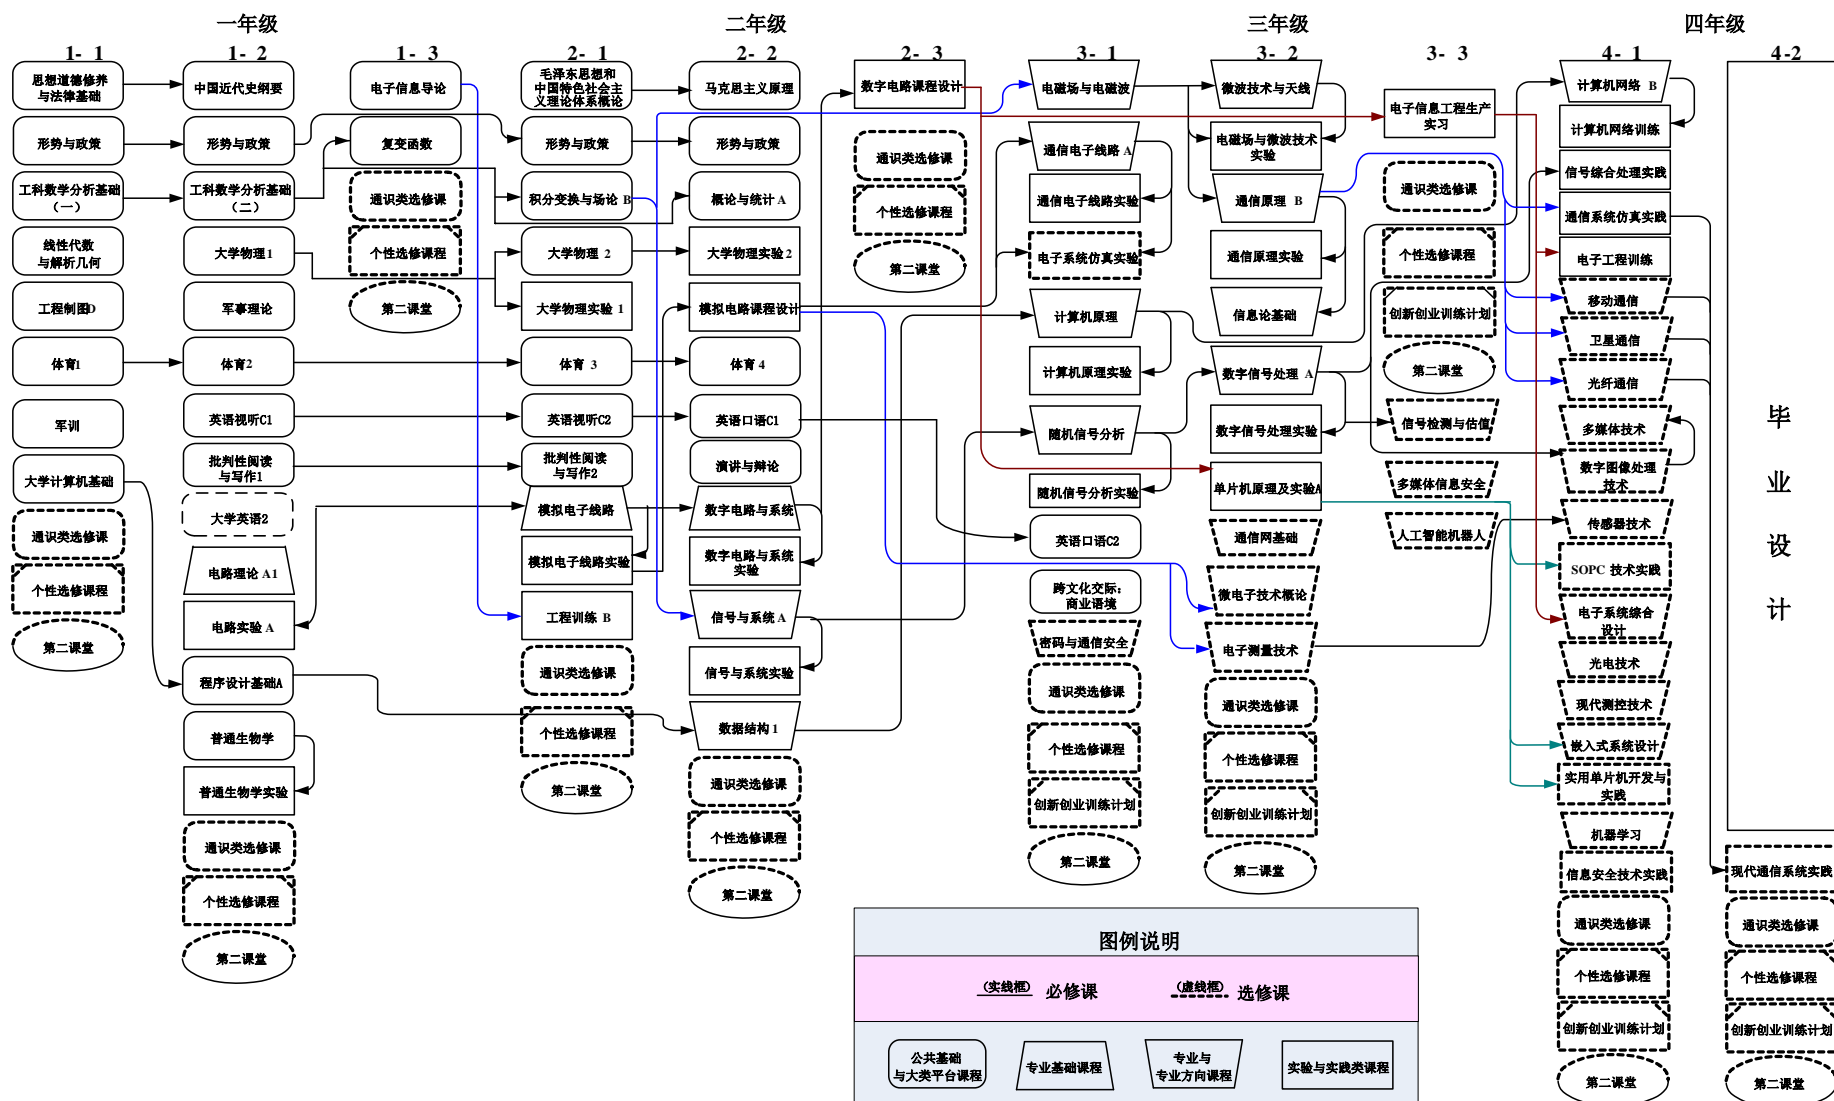 一年级
二年级
三年级
四年级
1- 1
1- 2
1- 3
2- 1
2- 2
2- 3
3- 1
3- 2
3- 3
4- 1
4-2
思想道德修养
与法律基础
形势与政策
工科数学分析基础
（一）
线性代数
与解析几何
工程制图D
体育1
军训
大学计算机基础
通识类选修课
个性选修课程
第二课堂
中国近代史纲要
形势与政策
工科数学分析基础
（二）
大学物理1
军事理论
体育2
英语视听C1
批判性阅读
与写作1
大学英语2
电路理论 A1
电路实验 A
程序设计基础A
普通生物学
普通生物学实验
通识类选修课
个性选修课程
第二课堂
电子信息导论
复变函数
通识类选修课
个性选修课程
第二课堂
毛泽东思想和
中国特色社会主
义理论体系概论
形势与政策
积分变换与场论 B
大学物理 2
大学物理实验 1
体育 3
英语视听C2
批判性阅读
与写作2
模拟电子线路
模拟电子线路实验
工程训练 B
通识类选修课
个性选修课程
第二课堂
马克思主义原理
形势与政策
概论与统计 A
大学物理实验 2
模拟电路课程设计
体育 4
英语口语C1
演讲与辩论
数字电路与系统
数字电路与系统
实验
信号与系统 A
信号与系统实验
数据结构 1
通识类选修课
个性选修课程
第二课堂
数字电路课程设计
通识类选修课
个性选修课程
第二课堂
电磁场与电磁波
通信电子线路 A
通信电子线路实验
电子系统仿真实验
计算机原理
计算机原理实验
随机信号分析
随机信号分析实验
英语口语C2
跨文化交际：
商业语境
密码与通信安全
通识类选修课
个性选修课程
创新创业训练计划
第二课堂
微波技术与天线
电磁场与微波技术
实验
通信原理 B
通信原理实验
信息论基础
数字信号处理 A
数字信号处理实验
单片机原理及实验A
通信网基础
微电子技术概论
电子测量技术
通识类选修课
个性选修课程
创新创业训练计划
第二课堂
电子信息工程生产
实习
通识类选修课
个性选修课程
创新创业训练计划
第二课堂
信号检测与估值
多媒体信息安全
人工智能机器人
计算机网络 B
计算机网络训练
信号综合处理实践
通信系统仿真实践
电子工程训练
移动通信
卫星通信
光纤通信
多媒体技术
数字图像处理
技术
传感器技术
SOPC 技术实践
电子系统综合
设计
光电技术
现代测控技术
嵌入式系统设计
实用单片机开发与
实践
机器学习
信息安全技术实践
通识类选修课
个性选修课程
创新创业训练计划
第二课堂
毕
业
设
计
现代通信系统实践
通识类选修课
个性选修课程
创新创业训练计划
第二课堂
图例说明
（实线框） 必修课
（虚线框） 选修课
公共基础
与大类平台课程
专业基础课程
专业与
专业方向课程
实验与实践类课程